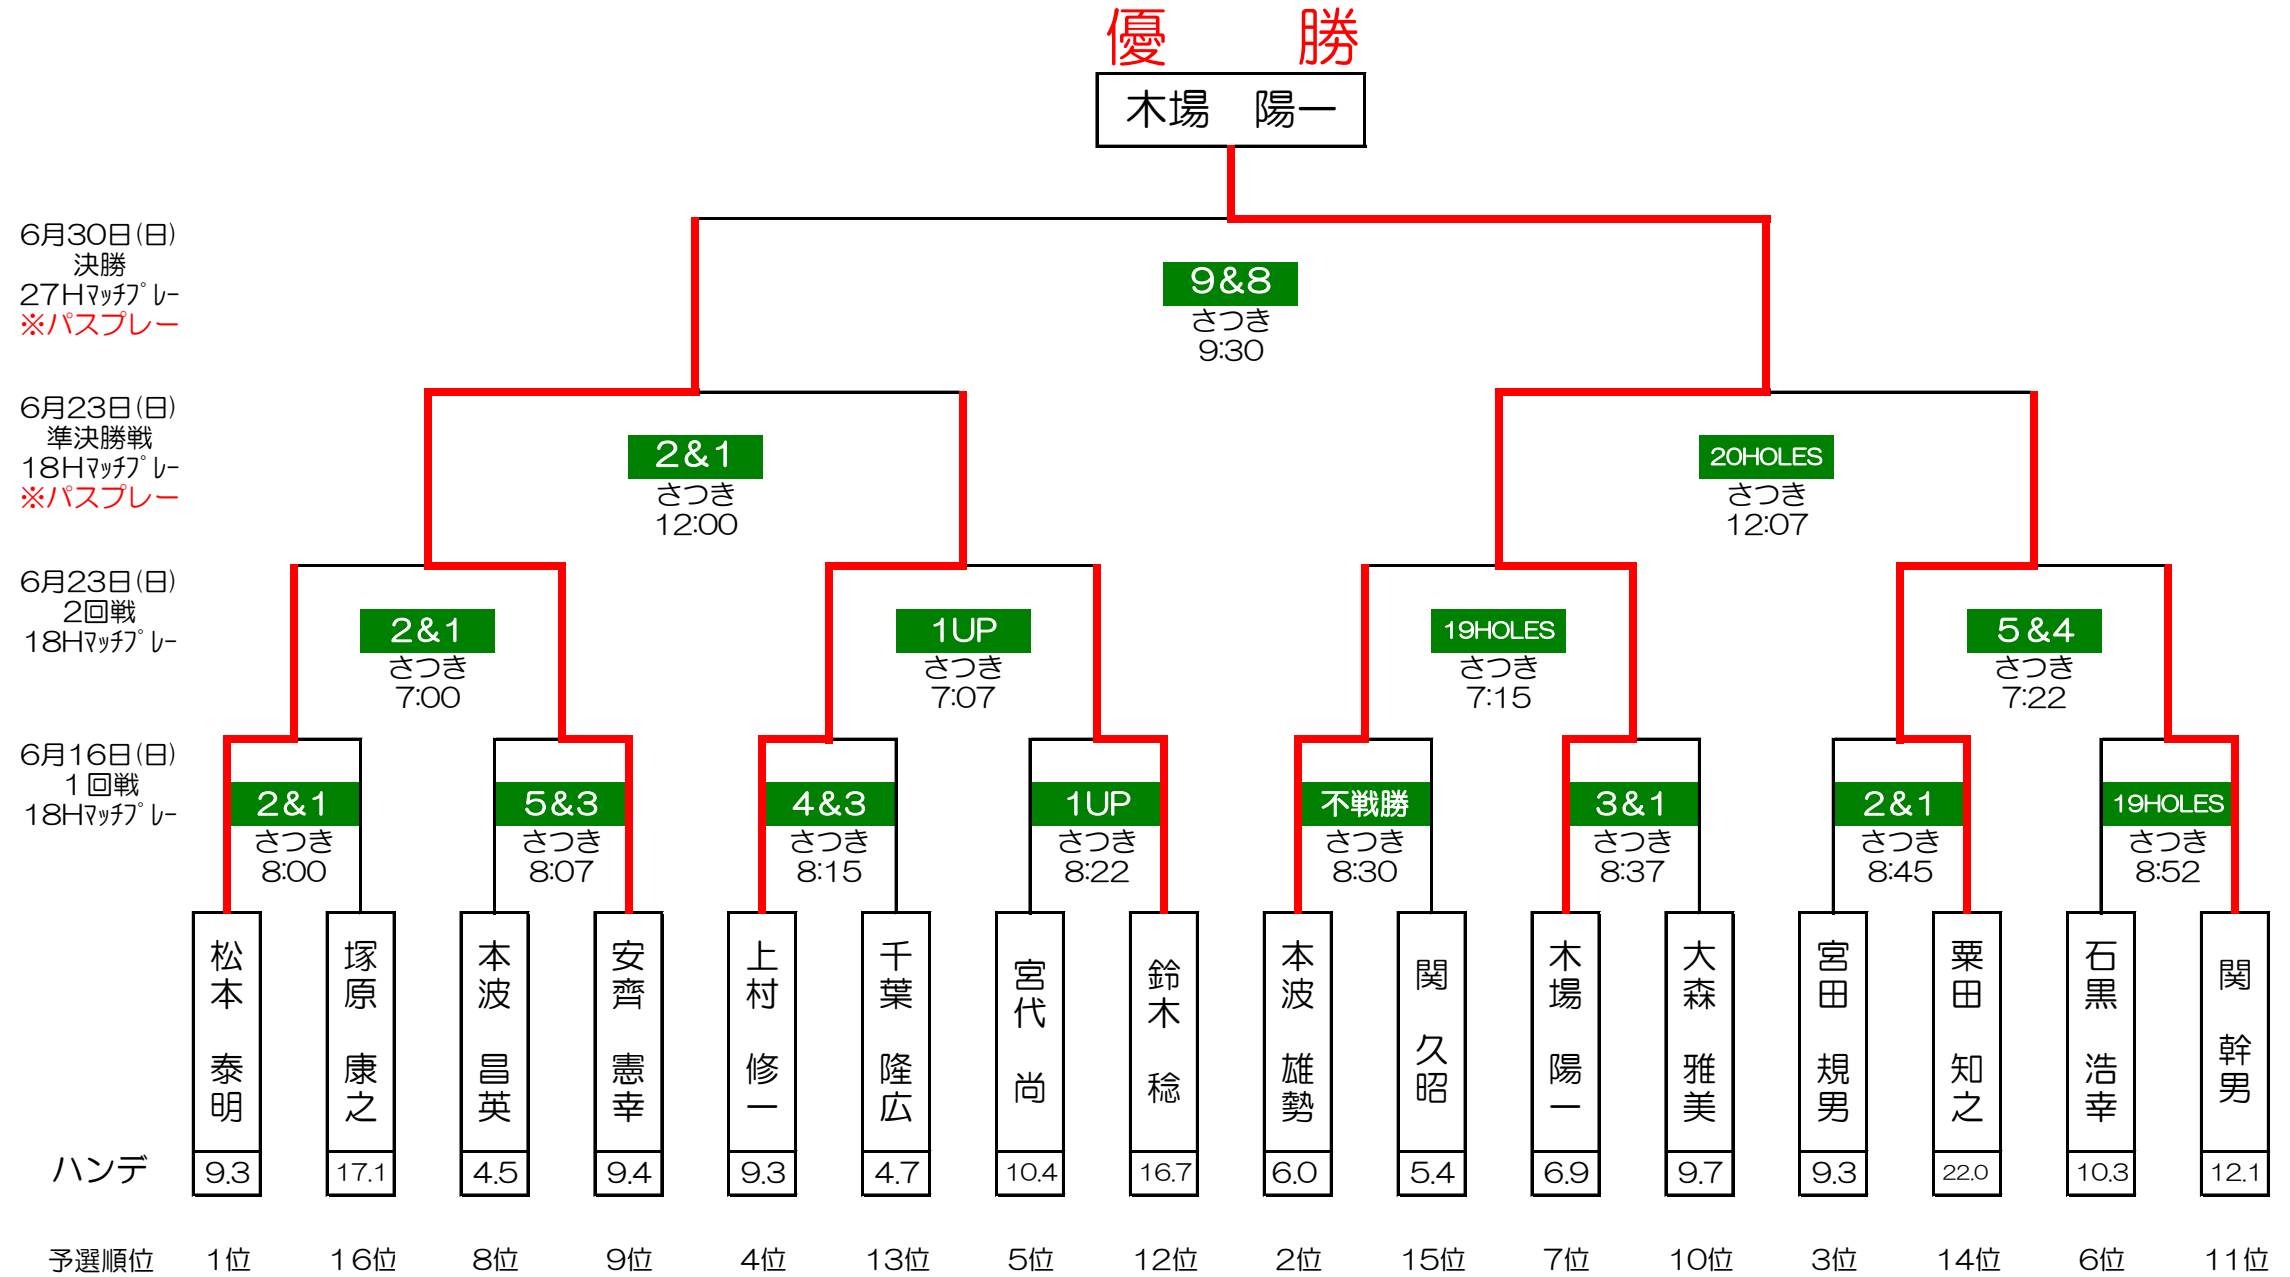 優　勝
木場　陽一
6月30日(日)
決勝
27Hﾏｯﾁﾌﾟﾚｰ
※パスプレー
9&8
さつき
9:30
6月23日(日)
準決勝戦
18Hﾏｯﾁﾌﾟﾚｰ
※パスプレー
2&1
さつき
12:00
20HOLES
さつき
12:07
6月23日(日)
2回戦
18Hﾏｯﾁﾌﾟﾚｰ
2&1
さつき
7:00
1UP
さつき
7:07
19HOLES
さつき
7:15
5&4
さつき
7:22
6月16日(日)
1回戦
18Hﾏｯﾁﾌﾟﾚｰ
2&1
さつき
8:00
5&3
さつき
8:07
4&3
さつき
8:15
1UP
さつき
8:22
不戦勝
さつき
8:30
3&1
さつき
8:37
2&1
さつき
8:45
19HOLES
さつき
8:52
松本　泰明
塚原　康之
本波　昌英
安齊　憲幸
上村　修一
千葉　隆広
宮代　尚
鈴木　稔
本波　雄勢
関　久昭
木場　陽一
大森　雅美
宮田　規男
粟田　知之
石黒　浩幸
関　幹男
ハンデ 9.3 17.1 4.5 9.4 9.3 4.7 10.4 16.7 6.0 5.4 6.9 9.7 9.3 22.0 10.3 12.1
予選順位 1位 16位 8位 9位 4位 13位 5位 12位 2位 15位 7位 10位 3位 14位 6位 11位